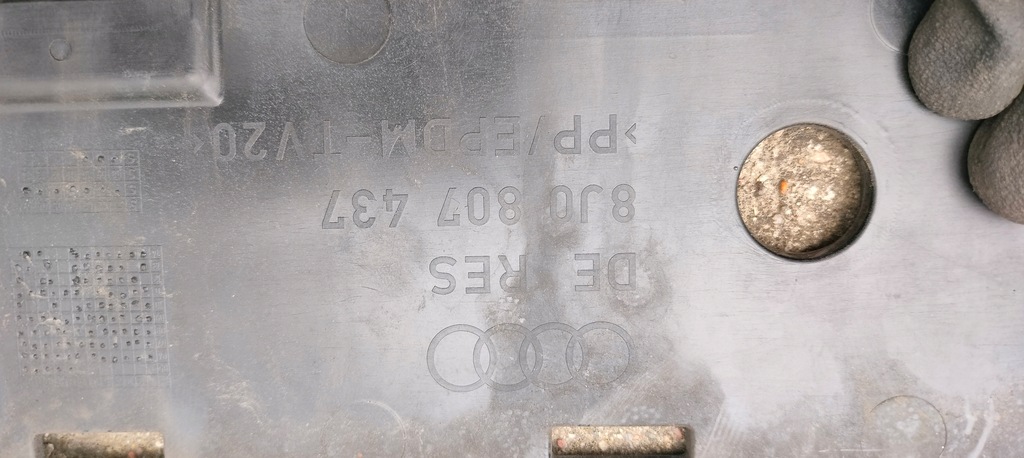 DE RES
8J0 807 437
>PP/EPDM-TV20<